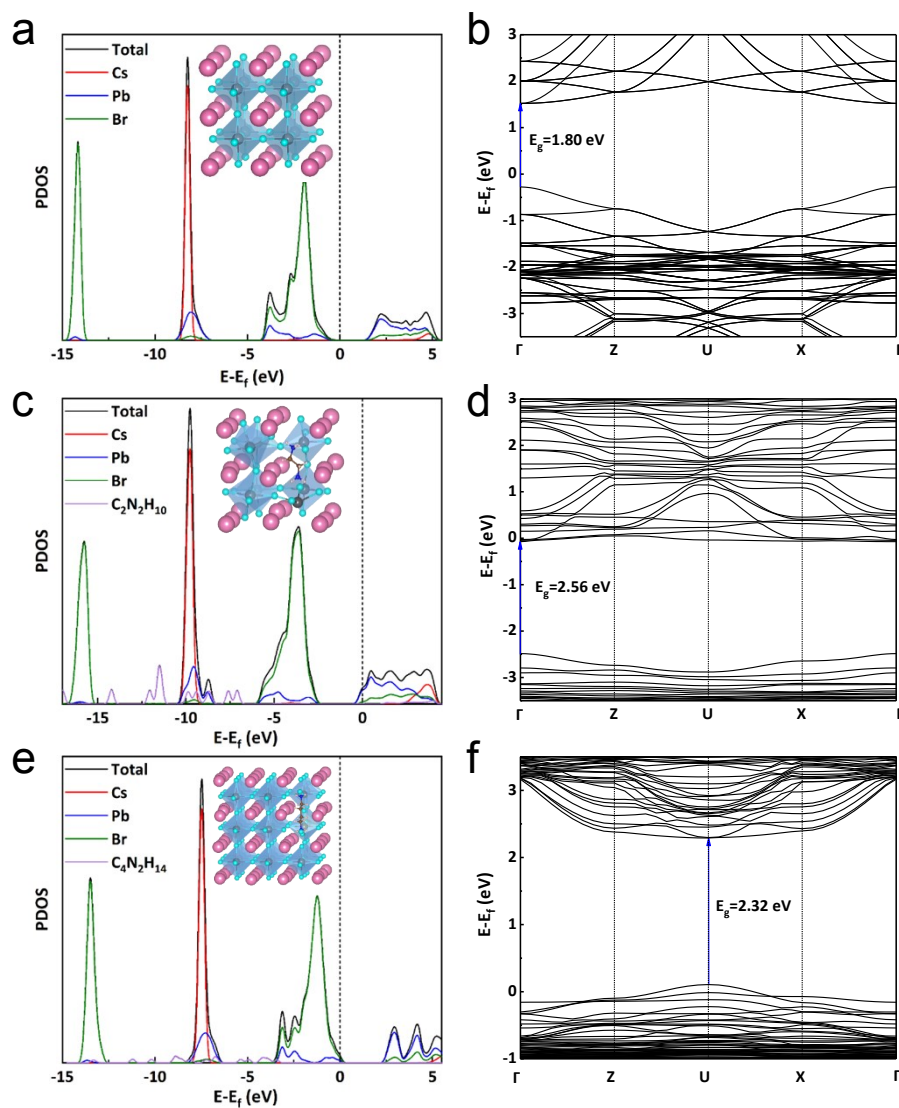 a
Total
Cs
Pb
Br
PDOS
-15
-10
-5
0
5
E-E_f (eV)
b
3
2
1
0
-1
-2
-3
E-E_f (eV)
E_g=1.80 eV
Γ
Z
U
X
c
Total
Cs
Pb
Br
C₂N₂H₁₀
PDOS
-15
-10
-5
0
E-E_f (eV)
d
3
2
1
0
-1
-2
-3
E-E_f (eV)
E_g=2.56 eV
Γ
Z
U
X
e
Total
Cs
Pb
Br
C₄N₂H₁₄
PDOS
-15
-10
-5
0
5
E-E_f (eV)
f
3
2
1
0
-1
E-E_f (eV)
E_g=2.32 eV
Γ
Z
U
X
Γ